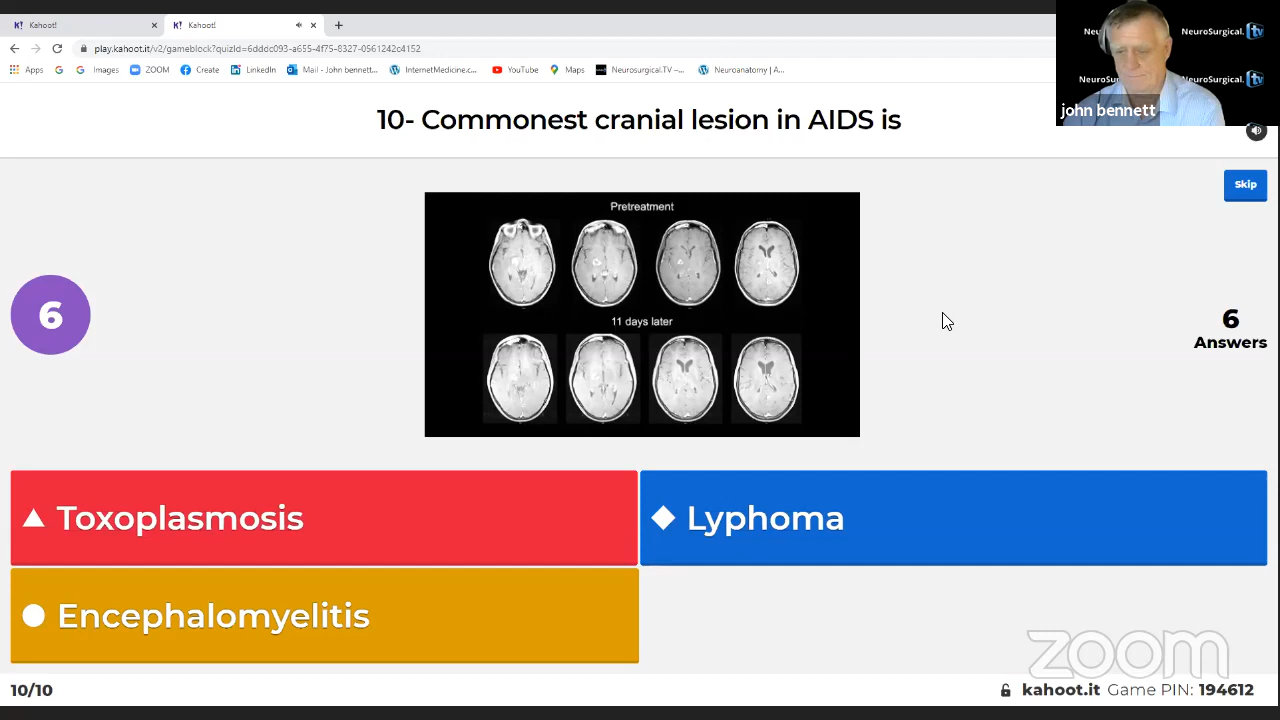 Kahoot!
Kahoot!
play.kahoot.it/v2/gameblock?quizId=6dddc093-a655-4f75-8327-0561242c4152
Apps
Images
ZOOM
Create
LinkedIn
Mail - John bennett...
InternetMedicine.c...
YouTube
Maps
Neurosurgical.TV –...
Neuroanatomy | A...
Neu
NeuroSurgical.tv
NeuroSu
NeuroSurgical.tv
john bennett
10- Commonest cranial lesion in AIDS is
Skip
Pretreatment
11 days later
6
6
Answers
Toxoplasmosis
Lyphoma
Encephalomyelitis
zoom
10/10
kahoot.it Game PIN: 194612